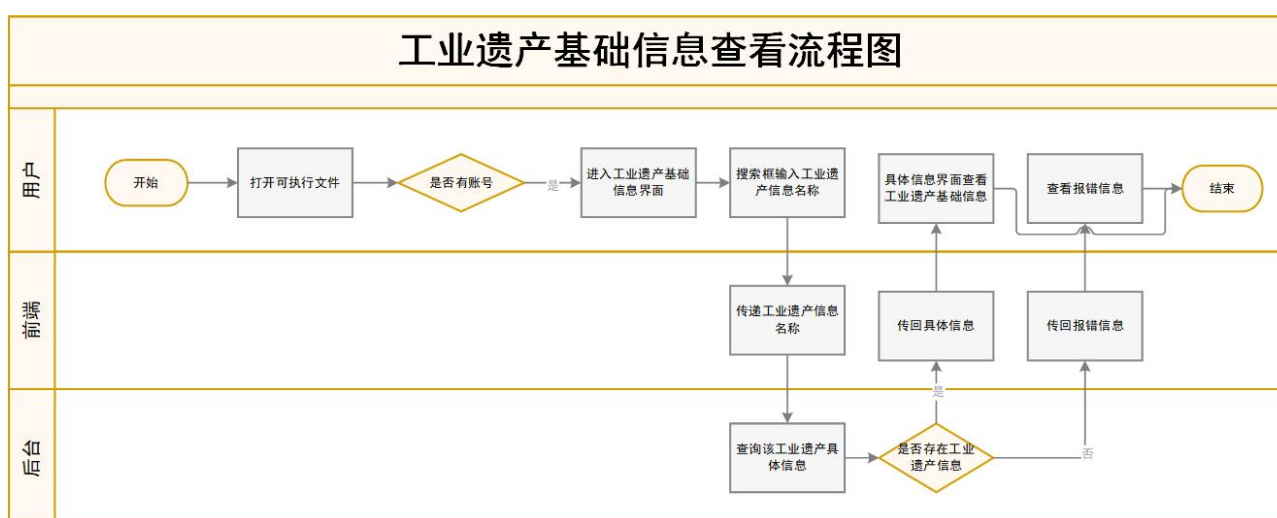 工业遗产基础信息查看流程图
用户
开始
打开可执行文件
是否有账号
是
进入工业遗产基础
信息界面
搜索框输入工业遗
产信息名称
具体信息界面查看
工业遗产基础信息
查看报错信息
结束
前端
传递工业遗产信息
名称
传回具体信息
传回报错信息
是
后台
查询该工业遗产具
体信息
是否存在工业
遗产信息
否